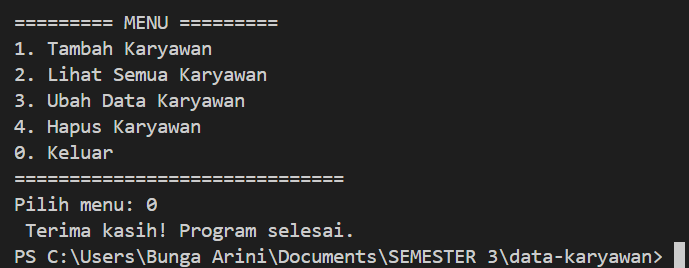 ========= MENU =========
1. Tambah Karyawan
2. Lihat Semua Karyawan
3. Ubah Data Karyawan
4. Hapus Karyawan
0. Keluar
==============================
Pilih menu: 0
 Terima kasih! Program selesai.
PS C:\Users\Bunga Arini\Documents\SEMESTER 3\data-karyawan>